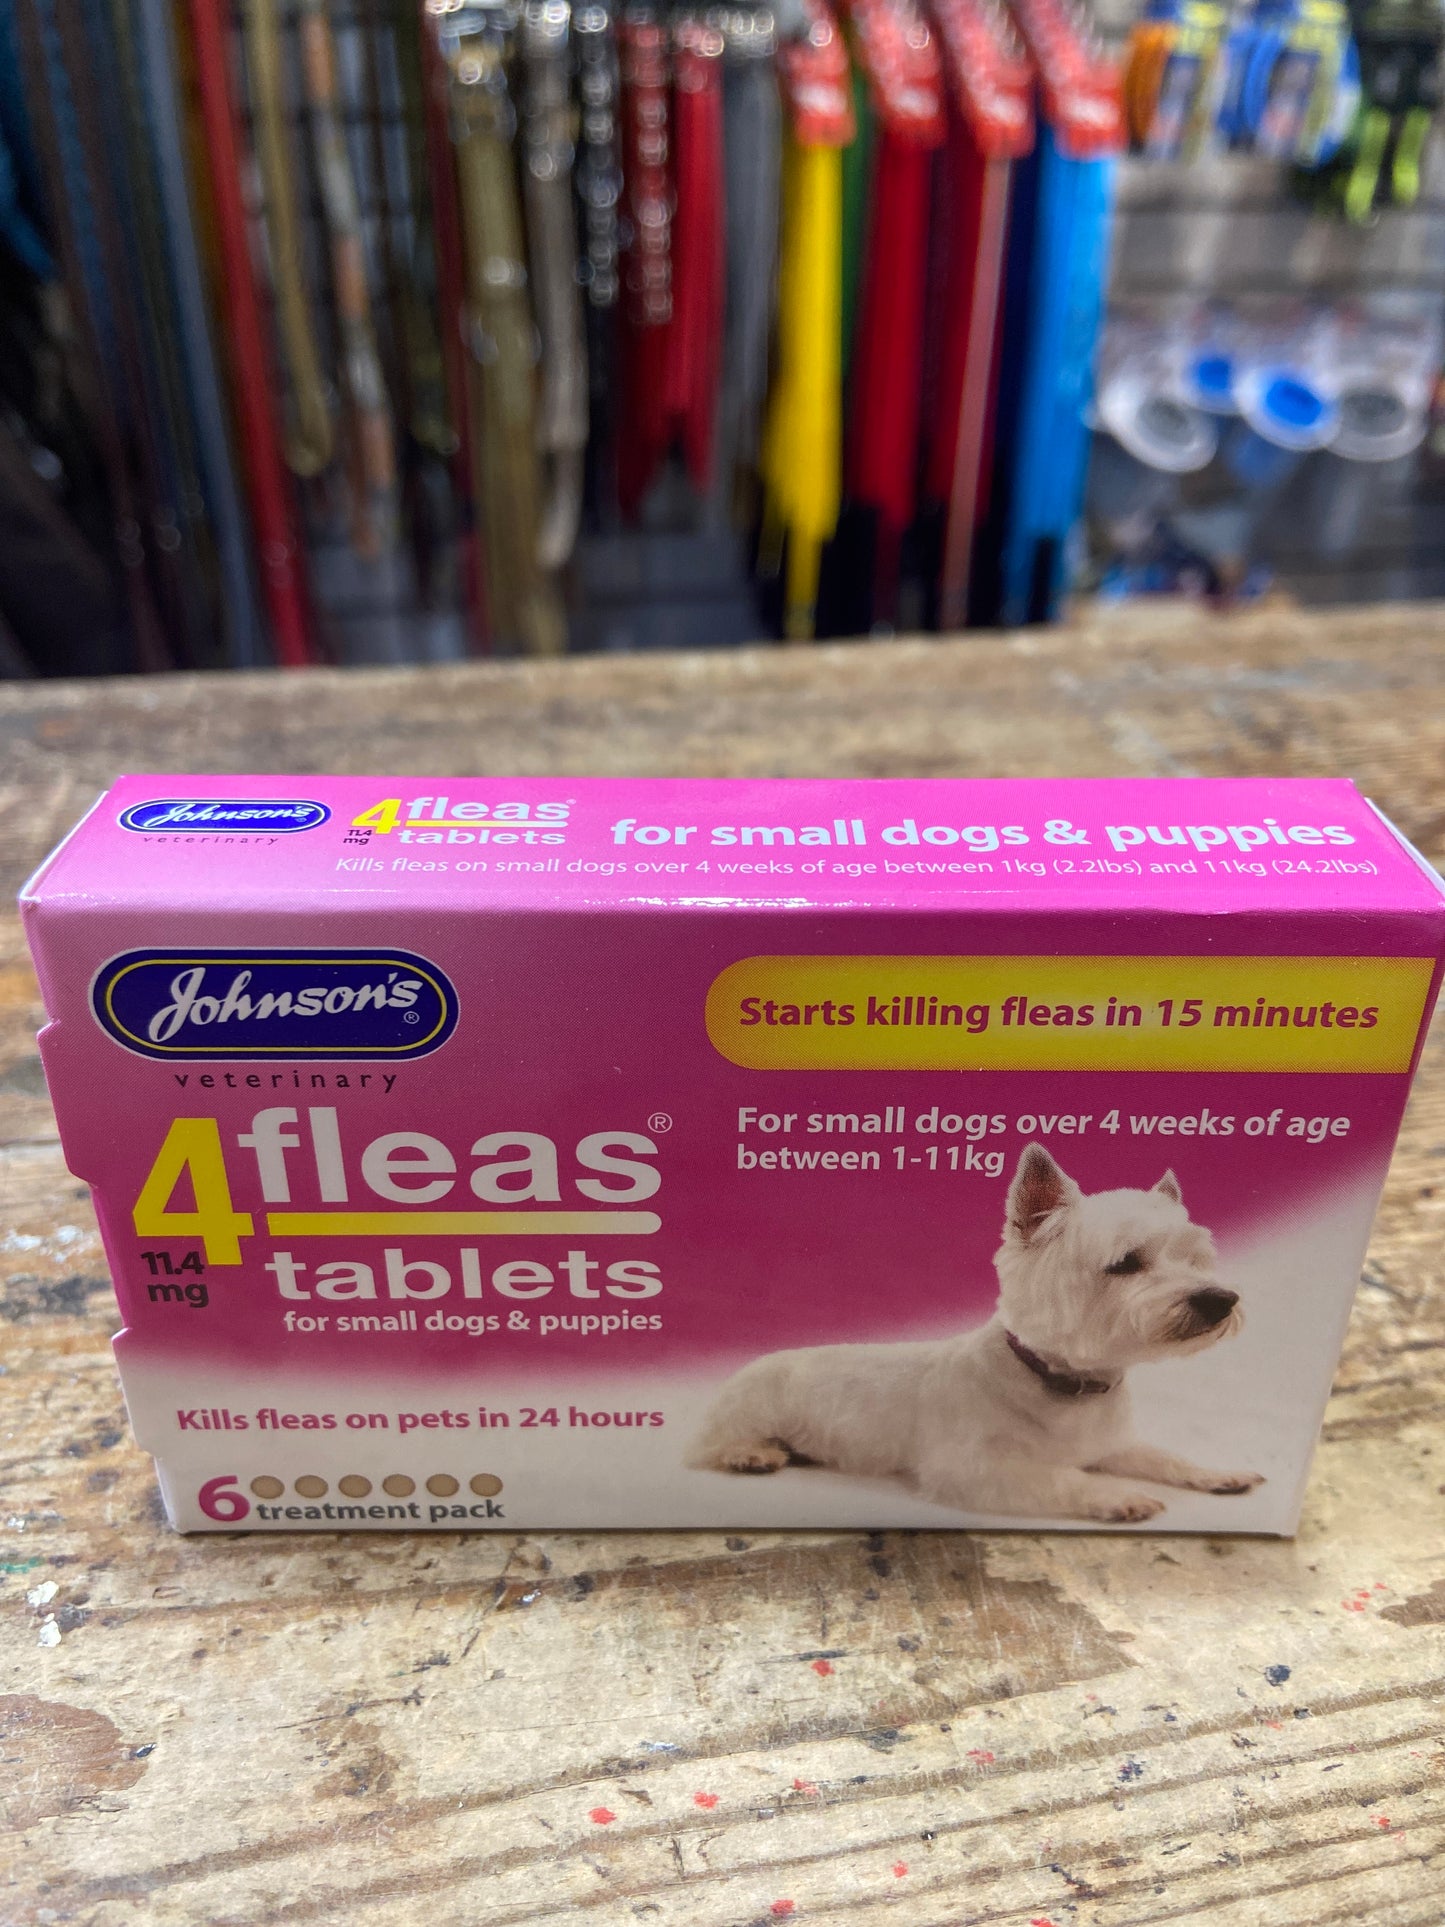 Johnson's
veterinary
4fleas®
11.4 mg
tablets
for small dogs & puppies
Kills fleas on small dogs over 4 weeks of age between 1kg (2.2lbs) and 11kg (24.2lbs)
Johnson's®
veterinary
Starts killing fleas in 15 minutes
For small dogs over 4 weeks of age
between 1-11kg
4fleas®
11.4
mg
tablets
for small dogs & puppies
Kills fleas on pets in 24 hours
6
treatment pack